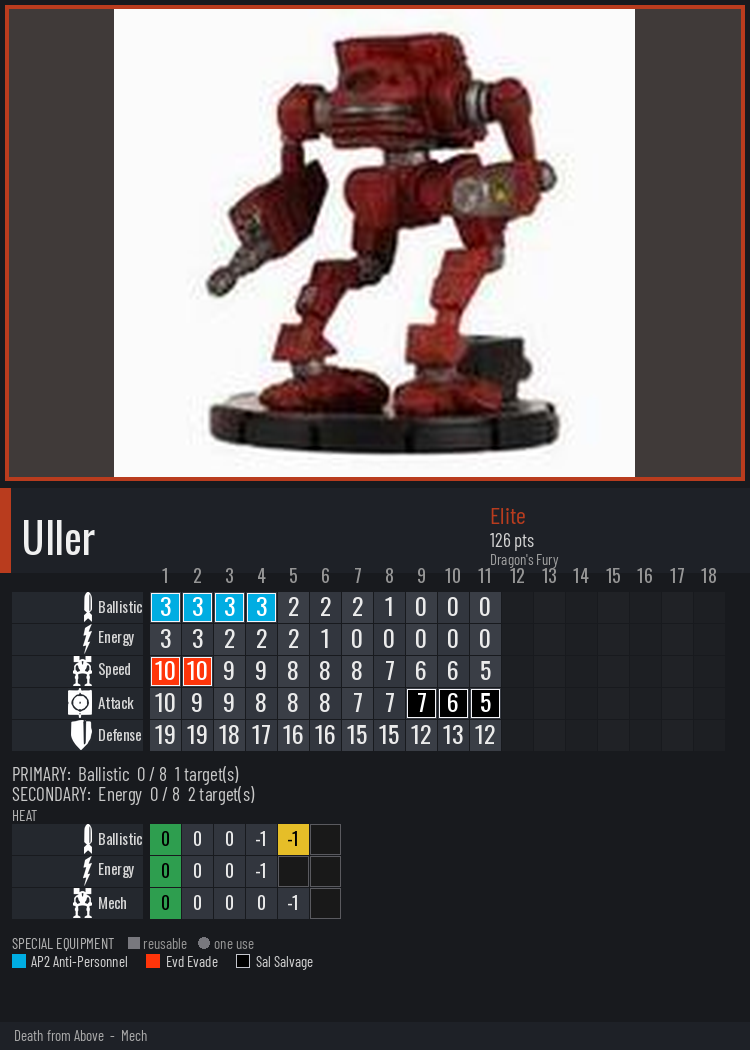 Uller
Elite
126 pts
Dragon's Fury
1 2 3 4 5 6 7 8 9 10 11 12 13 14 15 16 17 18
Ballistic 3 3 3 3 2 2 2 1 0 0 0
Energy 3 3 2 2 2 1 0 0 0 0 0
Speed 10 10 9 9 8 8 8 7 6 6 5
Attack 10 9 9 8 8 8 7 7 7 6 5
Defense 19 19 18 17 16 16 15 15 12 13 12
PRIMARY: Ballistic 0 / 8 1 target(s)
SECONDARY: Energy 0 / 8 2 target(s)
HEAT
Ballistic 0 0 0 -1 -1
Energy 0 0 0 -1
Mech 0 0 0 0 -1
SPECIAL EQUIPMENT reusable one use
AP2 Anti-Personnel Evd Evade Sal Salvage
Death from Above - Mech